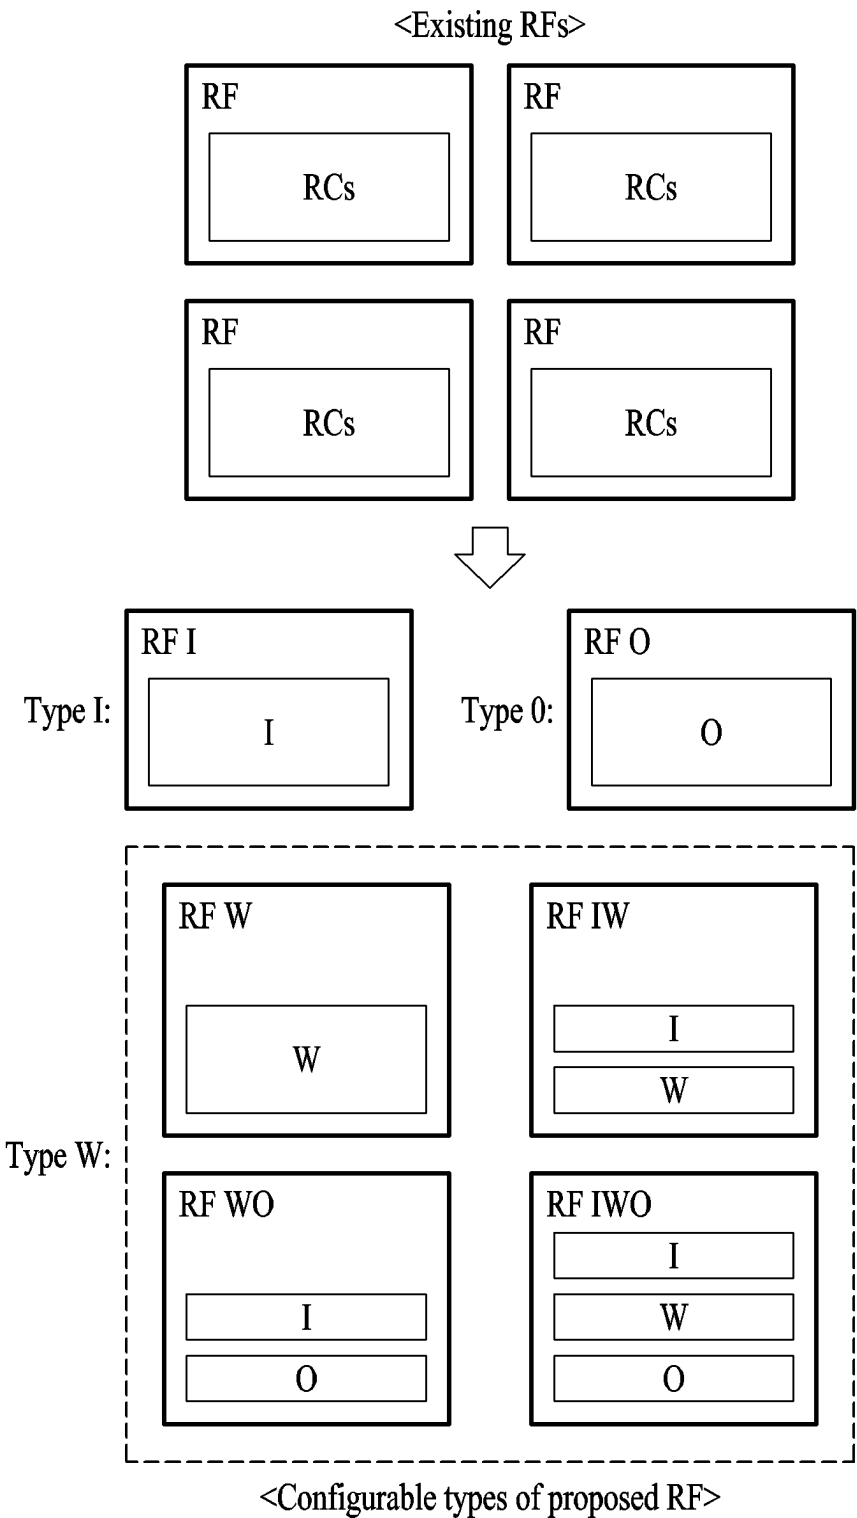 <Existing RFs>
RF
RCs
RF
RCs
RF
RCs
RF
RCs
Type I:
RF I
I
Type 0:
RF O
O
Type W:
RF W
W
RF IW
I
W
RF WO
I
O
RF IWO
I
W
O
<Configurable types of proposed RF>